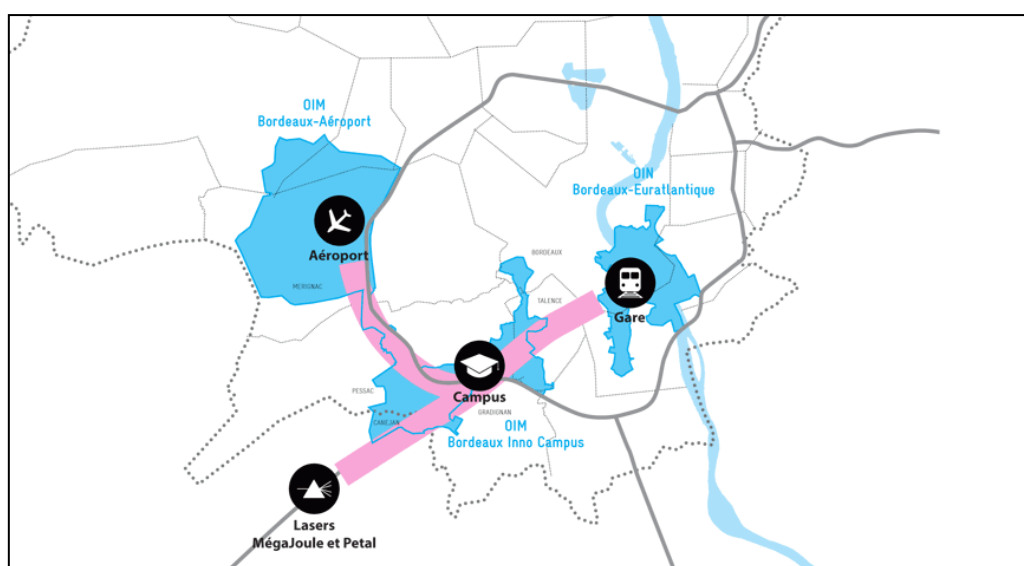 OIM
Bordeaux-Aéroport
OIN
Bordeaux-Euratlantique
Aéroport
BORDEAUX
MERIGNAC
TALENCE
Gare
PESSAC
Campus
GRADIGNAN
CANEJAN
OIM
Bordeaux Inno Campus
Lasers
MégaJoule et Petal